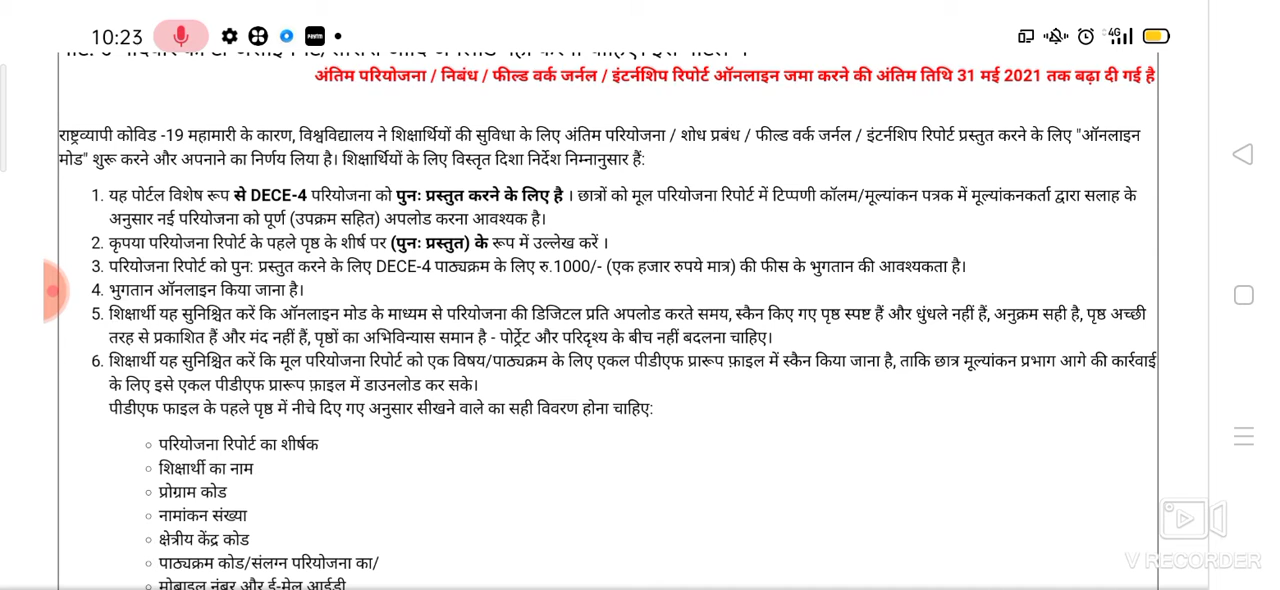 10:23
Paytm
4G
अंतिम परियोजना / निबंध / फील्ड वर्क जर्नल / इंटर्नशिप रिपोर्ट ऑनलाइन जमा करने की अंतिम तिथि 31 मई 2021 तक बढ़ा दी गई है
राष्ट्रव्यापी कोविड -19 महामारी के कारण, विश्वविद्यालय ने शिक्षार्थियों की सुविधा के लिए अंतिम परियोजना / शोध प्रबंध / फील्ड वर्क जर्नल / इंटर्नशिप रिपोर्ट प्रस्तुत करने के लिए "ऑनलाइन
मोड" शुरू करने और अपनाने का निर्णय लिया है। शिक्षार्थियों के लिए विस्तृत दिशा निर्देश निम्नानुसार हैं:
1. यह पोर्टल विशेष रूप से DECE-4 परियोजना को पुनः प्रस्तुत करने के लिए है । छात्रों को मूल परियोजना रिपोर्ट में टिप्पणी कॉलम/मूल्यांकन पत्रक में मूल्यांकनकर्ता द्वारा सलाह के
अनुसार नई परियोजना को पूर्ण (उपक्रम सहित) अपलोड करना आवश्यक है।
2. कृपया परियोजना रिपोर्ट के पहले पृष्ठ के शीर्ष पर (पुनः प्रस्तुत) के रूप में उल्लेख करें ।
3. परियोजना रिपोर्ट को पुन: प्रस्तुत करने के लिए DECE-4 पाठ्यक्रम के लिए रु.1000/- (एक हजार रुपये मात्र) की फीस के भुगतान की आवश्यकता है।
4. भुगतान ऑनलाइन किया जाना है।
5. शिक्षार्थी यह सुनिश्चित करें कि ऑनलाइन मोड के माध्यम से परियोजना की डिजिटल प्रति अपलोड करते समय, स्कैन किए गए पृष्ठ स्पष्ट हैं और धुंधले नहीं हैं, अनुक्रम सही है, पृष्ठ अच्छी
तरह से प्रकाशित हैं और मंद नहीं हैं, पृष्ठों का अभिविन्यास समान है - पोर्ट्रेट और परिदृश्य के बीच नहीं बदलना चाहिए।
6. शिक्षार्थी यह सुनिश्चित करें कि मूल परियोजना रिपोर्ट को एक विषय/पाठ्यक्रम के लिए एकल पीडीएफ प्रारूप फ़ाइल में स्कैन किया जाना है, ताकि छात्र मूल्यांकन प्रभाग आगे की कार्रवाई
के लिए इसे एकल पीडीएफ प्रारूप फ़ाइल में डाउनलोड कर सके।
पीडीएफ फाइल के पहले पृष्ठ में नीचे दिए गए अनुसार सीखने वाले का सही विवरण होना चाहिए:
परियोजना रिपोर्ट का शीर्षक
शिक्षार्थी का नाम
प्रोग्राम कोड
नामांकन संख्या
क्षेत्रीय केंद्र कोड
पाठ्यक्रम कोड/संलग्न परियोजना का/
मोबाइल नंबर और ई-मेल आईडी
V RECORDER